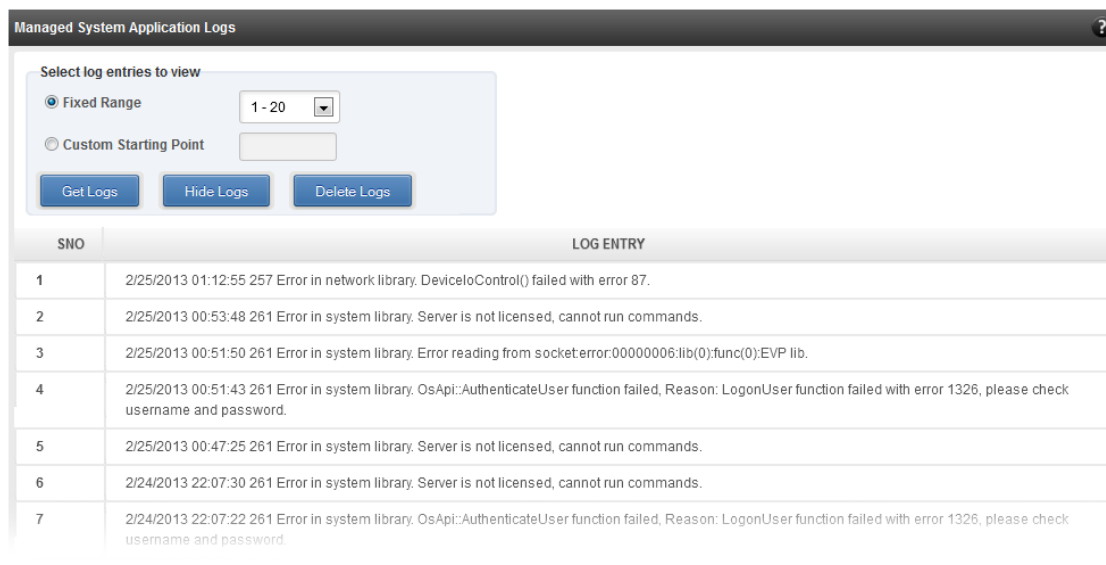 Managed System Application Logs
?
Select log entries to view
Fixed Range
1 - 20
Custom Starting Point
Get Logs
Hide Logs
Delete Logs
SNO LOG ENTRY
1 2/25/2013 01:12:55 257 Error in network library. DeviceIoControl() failed with error 87.
2 2/25/2013 00:53:48 261 Error in system library. Server is not licensed, cannot run commands.
3 2/25/2013 00:51:50 261 Error in system library. Error reading from socket:error:00000006:lib(0):func(0):EVP lib.
4 2/25/2013 00:51:43 261 Error in system library. OsApi::AuthenticateUser function failed, Reason: LogonUser function failed with error 1326, please check
username and password.
5 2/25/2013 00:47:25 261 Error in system library. Server is not licensed, cannot run commands.
6 2/24/2013 22:07:30 261 Error in system library. Server is not licensed, cannot run commands.
7 2/24/2013 22:07:22 261 Error in system library. OsApi::AuthenticateUser function failed, Reason: LogonUser function failed with error 1326, please check
username and password.